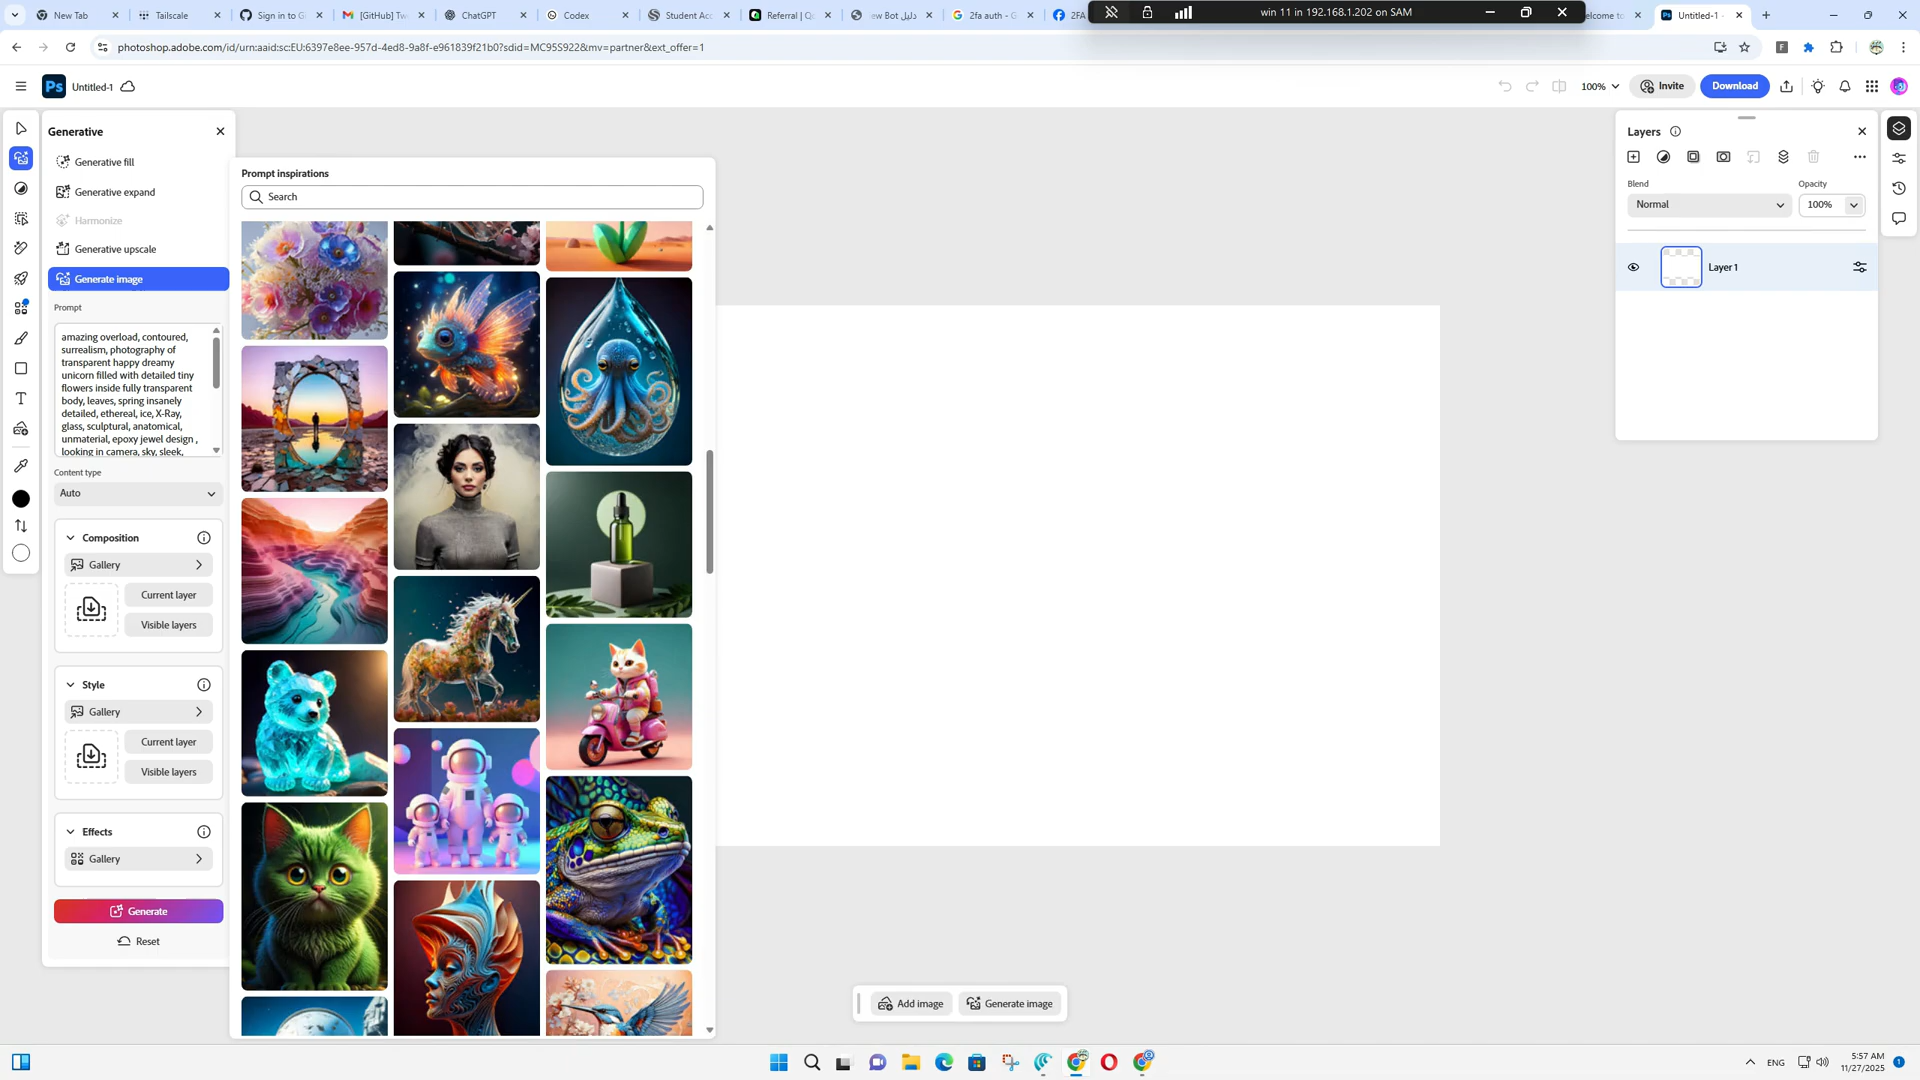 New Tab
Tailscale
Sign in to G
[GitHub] Tw
ChatGPT
Codex
Student Acc
دليل New Bot
2fa auth - G
2FA
win 11 in 192.168.1.202 on SAM
elcome to
Untitled-1 -
photoshop.adobe.com/id/urn:aaid:sc:EU:6397e8ee-957d-4ed8-9a8f-e961839f21b0?sdid=MC95S922&mv=partner&ext_offer=1
Ps
Untitled-1
100%
Invite
Download
Generative
Generative fill
Generative expand
Harmonize
Generative upscale
Generate image
Prompt
amazing overload, contoured,
surrealism, photography of
transparent happy dreamy
unicorn filled with detailed tiny
flowers inside fully transparent
body, leaves, spring insanely
detailed, ethereal, ice, X-Ray,
glass, sculptural, anatomical,
unmaterial, epoxy jewel design ,
looking in camera, sky, sleek,
Content type
Auto
Composition
Gallery
Current layer
Visible layers
Style
Gallery
Current layer
Visible layers
Effects
Gallery
Generate
Reset
Prompt inspirations
Search
Add image
Generate image
Layers
Blend
Opacity
Normal
100%
Layer 1
ENG
5:57 AM
11/27/2025
1